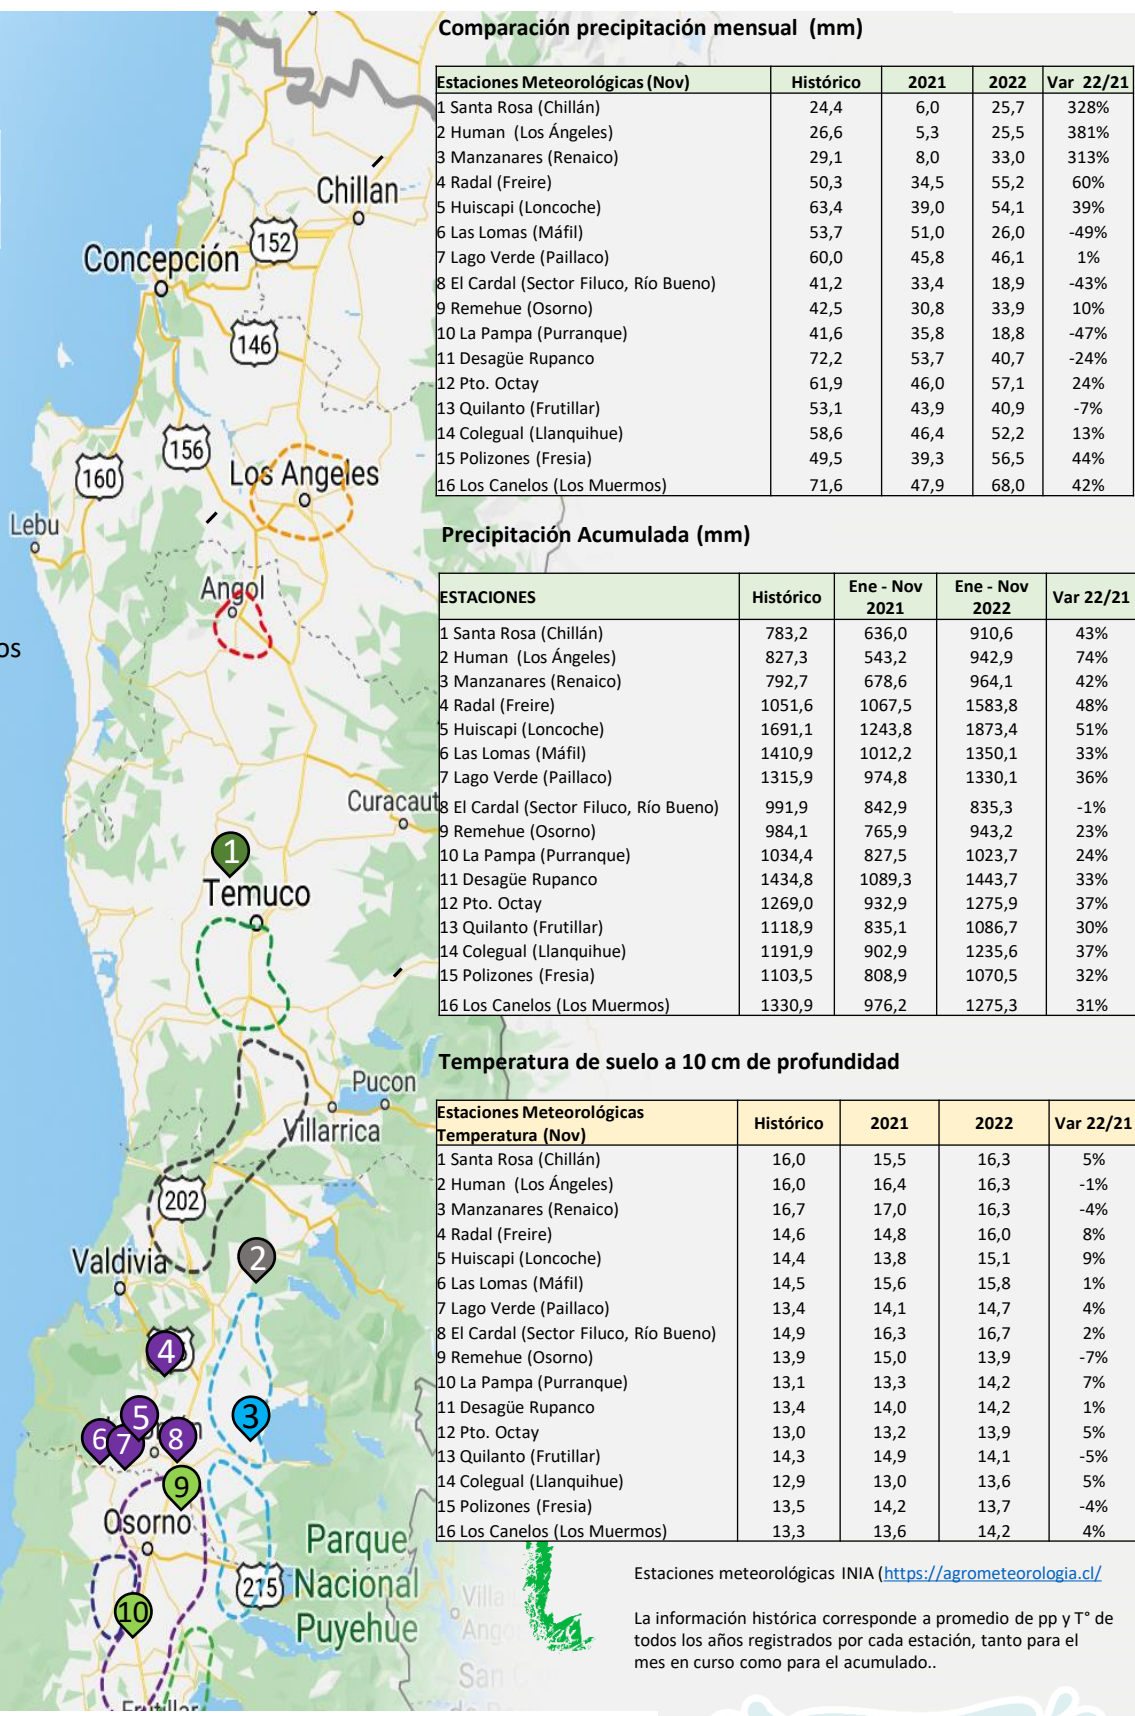 Comparación precipitación mensual (mm)
Estaciones Meteorológicas (Nov) Histórico 2021 2022 Var 22/21
1 Santa Rosa (Chillán) 24,4 6,0 25,7 328%
2 Human (Los Ángeles) 26,6 5,3 25,5 381%
3 Manzanares (Renaico) 29,1 8,0 33,0 313%
4 Radal (Freire) 50,3 34,5 55,2 60%
5 Huiscapi (Loncoche) 63,4 39,0 54,1 39%
6 Las Lomas (Máfil) 53,7 51,0 26,0 -49%
7 Lago Verde (Paillaco) 60,0 45,8 46,1 1%
8 El Cardal (Sector Filuco, Río Bueno) 41,2 33,4 18,9 -43%
9 Remehue (Osorno) 42,5 30,8 33,9 10%
10 La Pampa (Purranque) 41,6 35,8 18,8 -47%
11 Desagüe Rupanco 72,2 53,7 40,7 -24%
12 Pto. Octay 61,9 46,0 57,1 24%
13 Quilanto (Frutillar) 53,1 43,9 40,9 -7%
14 Colegual (Llanquihue) 58,6 46,4 52,2 13%
15 Polizones (Fresia) 49,5 39,3 56,5 44%
16 Los Canelos (Los Muermos) 71,6 47,9 68,0 42%
Precipitación Acumulada (mm)
ESTACIONES Histórico Ene - Nov 2021 Ene - Nov 2022 Var 22/21
1 Santa Rosa (Chillán) 783,2 636,0 910,6 43%
2 Human (Los Ángeles) 827,3 543,2 942,9 74%
3 Manzanares (Renaico) 792,7 678,6 964,1 42%
4 Radal (Freire) 1051,6 1067,5 1583,8 48%
5 Huiscapi (Loncoche) 1691,1 1243,8 1873,4 51%
6 Las Lomas (Máfil) 1410,9 1012,2 1350,1 33%
7 Lago Verde (Paillaco) 1315,9 974,8 1330,1 36%
8 El Cardal (Sector Filuco, Río Bueno) 991,9 842,9 835,3 -1%
9 Remehue (Osorno) 984,1 765,9 943,2 23%
10 La Pampa (Purranque) 1034,4 827,5 1023,7 24%
11 Desagüe Rupanco 1434,8 1089,3 1443,7 33%
12 Pto. Octay 1269,0 932,9 1275,9 37%
13 Quilanto (Frutillar) 1118,9 835,1 1086,7 30%
14 Colegual (Llanquihue) 1191,9 902,9 1235,6 37%
15 Polizones (Fresia) 1103,5 808,9 1070,5 32%
16 Los Canelos (Los Muermos) 1330,9 976,2 1275,3 31%
Temperatura de suelo a 10 cm de profundidad
Estaciones Meteorológicas
Temperatura (Nov) Histórico 2021 2022 Var 22/21
1 Santa Rosa (Chillán) 16,0 15,5 16,3 5%
2 Human (Los Ángeles) 16,0 16,4 16,3 -1%
3 Manzanares (Renaico) 16,7 17,0 16,3 -4%
4 Radal (Freire) 14,6 14,8 16,0 8%
5 Huiscapi (Loncoche) 14,4 13,8 15,1 9%
6 Las Lomas (Máfil) 14,5 15,6 15,8 1%
7 Lago Verde (Paillaco) 13,4 14,1 14,7 4%
8 El Cardal (Sector Filuco, Río Bueno) 14,9 16,3 16,7 2%
9 Remehue (Osorno) 13,9 15,0 13,9 -7%
10 La Pampa (Purranque) 13,1 13,3 14,2 7%
11 Desagüe Rupanco 13,4 14,0 14,2 1%
12 Pto. Octay 13,0 13,2 13,9 5%
13 Quilanto (Frutillar) 14,3 14,9 14,1 -5%
14 Colegual (Llanquihue) 12,9 13,0 13,6 5%
15 Polizones (Fresia) 13,5 14,2 13,7 -4%
16 Los Canelos (Los Muermos) 13,3 13,6 14,2 4%
Estaciones meteorológicas INIA (https://agrometeorologia.cl/
La información histórica corresponde a promedio de pp y T° de
todos los años registrados por cada estación, tanto para el
mes en curso como para el acumulado..
Chillan
152
Concepción
146
156
Los Angeles
160
Lebu
Angol
os
Curacaut
1
Temuco
Pucon
Villarrica
202
Valdivia
2
4
5
3
6
7
8
9
Osorno
Parque
Nacional
Puyehue
215
10
Villa
Ango
San
Frutillar